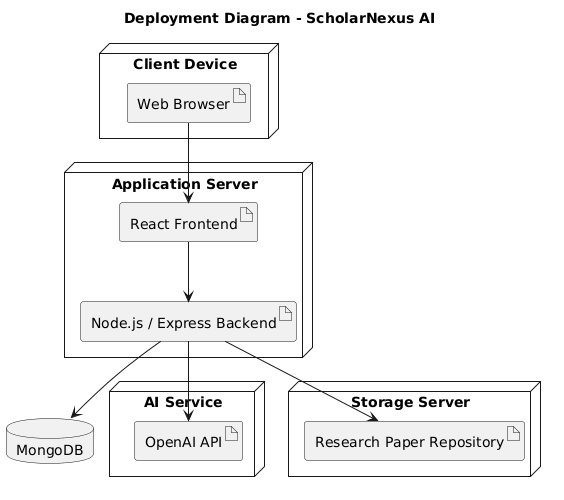 Deployment Diagram - ScholarNexus AI
Client Device
Web Browser
Application Server
React Frontend
Node.js / Express Backend
AI Service
Storage Server
MongoDB
OpenAI API
Research Paper Repository